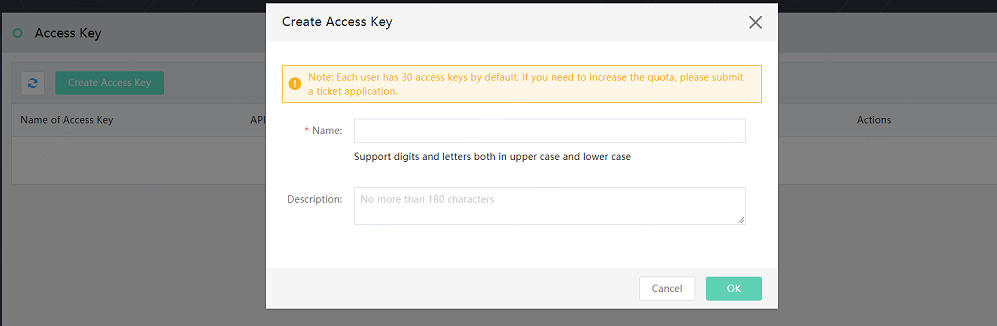 Create Access Key
Access Key
Note: Each user has 30 access keys by default. If you need to increase the quota, please submit
a ticket application.
Create Access Key
Name of Access Key
API
Actions
* Name:
Support digits and letters both in upper case and lower case
Description:
No more than 180 characters
Cancel
OK